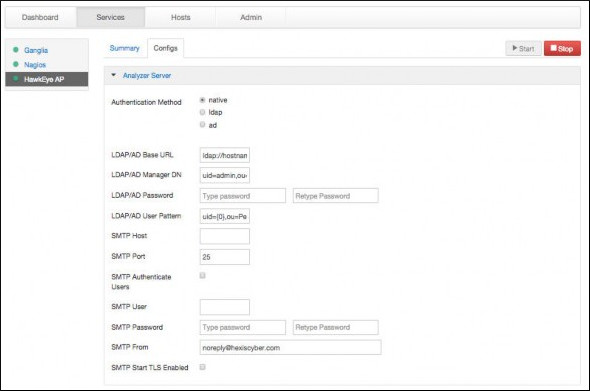 Dashboard Services Hosts Admin
Ganglia
Nagios
HawkEye AP
Summary Configs Start Stop
Analyzer Server
Authentication Method native
ldap
ad
LDAP/AD Base URL ldap://hostnar
LDAP/AD Manager DN uid=admin,ou=
LDAP/AD Password Type password Retype Password
LDAP/AD User Pattern uid={0},ou=Pe
SMTP Host
SMTP Port 25
SMTP Authenticate
Users
SMTP User
SMTP Password Type password Retype Password
SMTP From noreply@hexiscyber.com
SMTP Start TLS Enabled